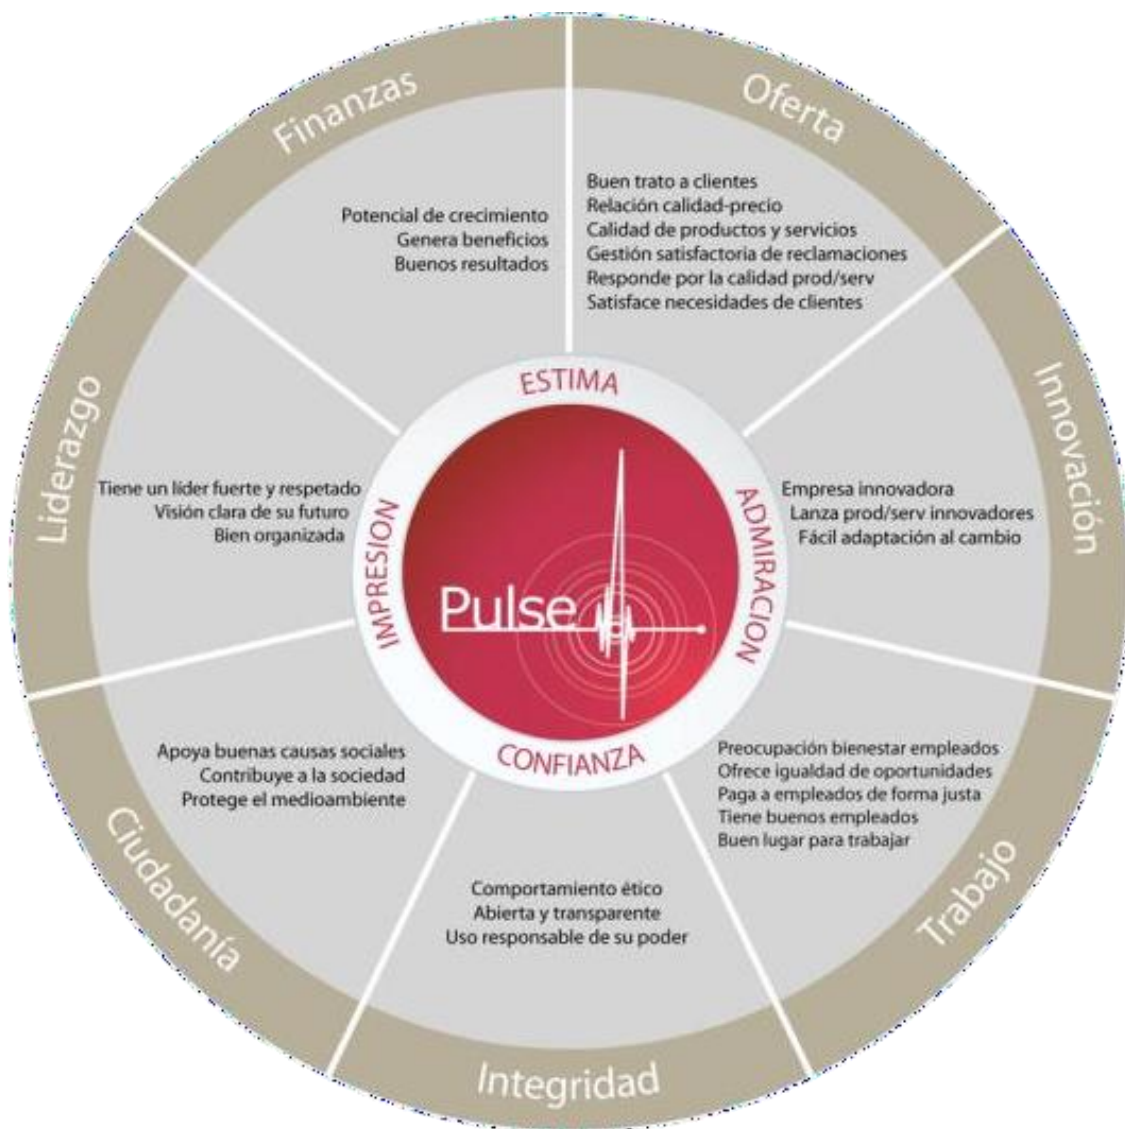 Finanzas
Potencial de crecimiento
Genera beneficios
Buenos resultados
Oferta
Buen trato a clientes
Relación calidad-precio
Calidad de productos y servicios
Gestión satisfactoria de reclamaciones
Responde por la calidad prod/serv
Satisface necesidades de clientes
Innovación
Empresa innovadora
Lanza prod/serv innovadores
Fácil adaptación al cambio
Trabajo
Preocupación bienestar empleados
Ofrece igualdad de oportunidades
Paga a empleados de forma justa
Tiene buenos empleados
Buen lugar para trabajar
Integridad
Comportamiento ético
Abierta y transparente
Uso responsable de su poder
Ciudadanía
Apoya buenas causas sociales
Contribuye a la sociedad
Protege el medioambiente
Liderazgo
Tiene un líder fuerte y respetado
Visión clara de su futuro
Bien organizada
ESTIMA
ADMIRACION
CONFIANZA
IMPRESION
Pulse